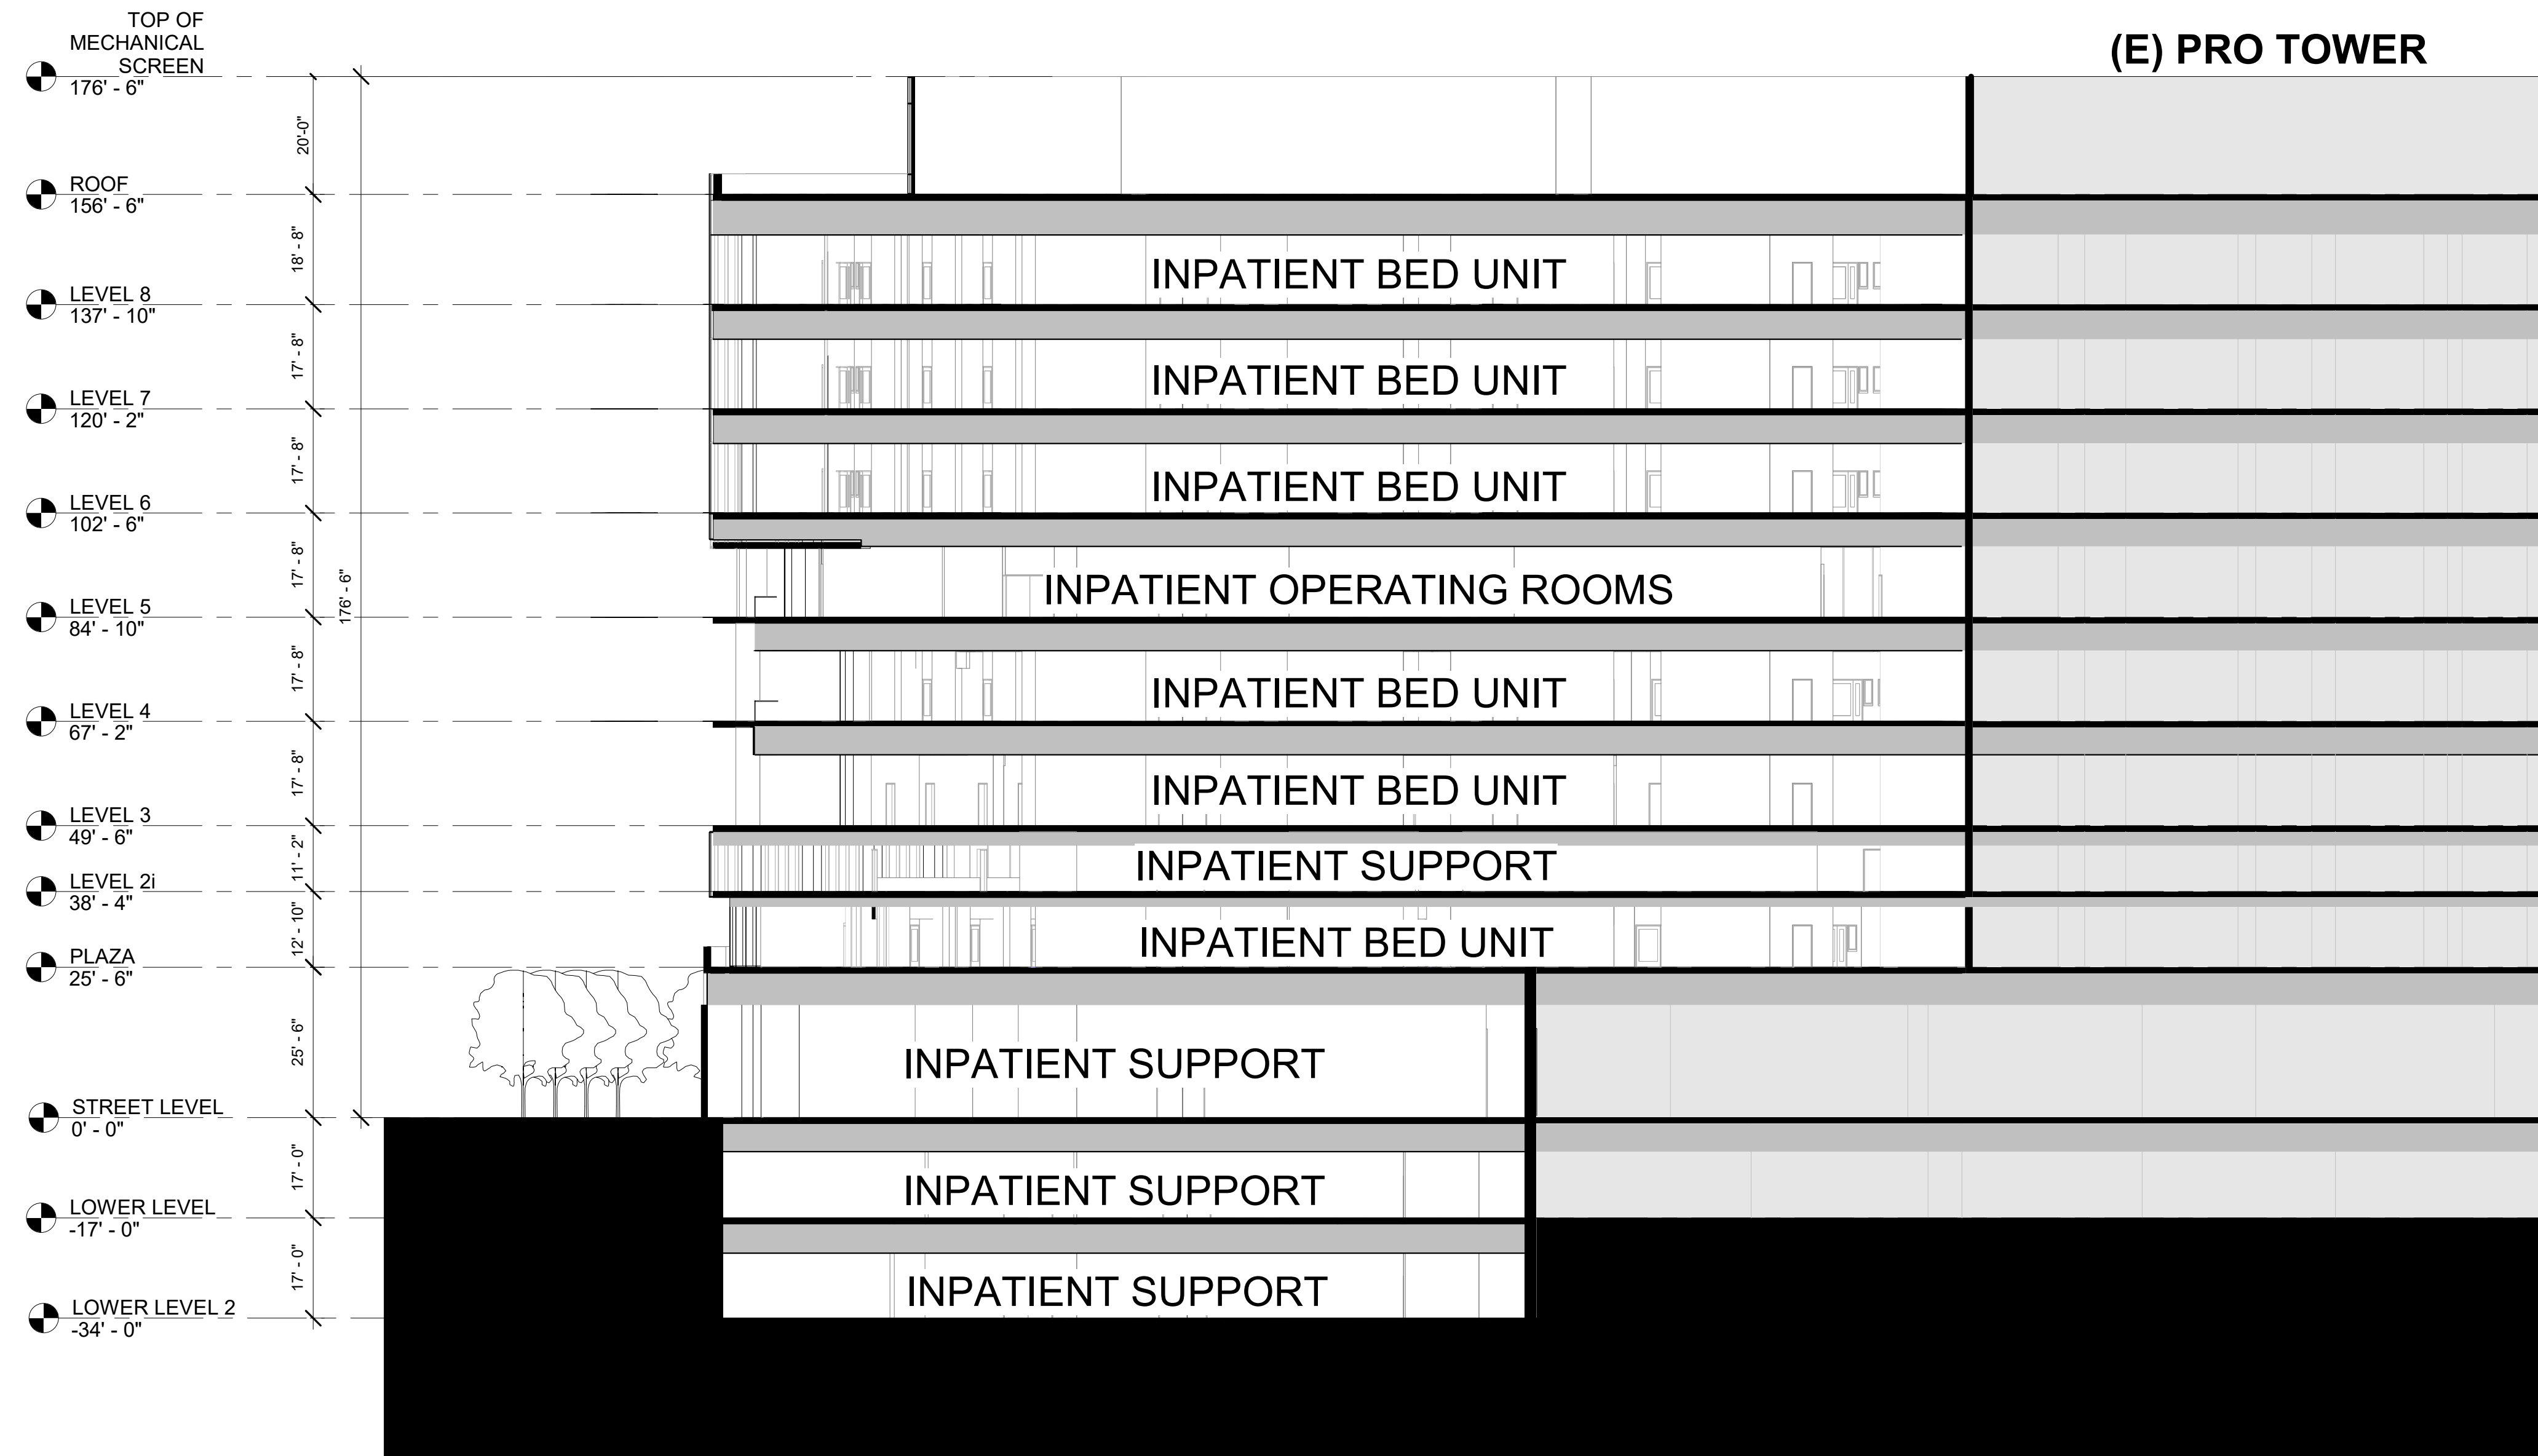 TOP OF
MECHANICAL
SCREEN
176' - 6"
(E) PRO TOWER
20'-0"
ROOF
156' - 6"
18' - 8"
INPATIENT BED UNIT
LEVEL 8
137' - 10"
17' - 8"
INPATIENT BED UNIT
LEVEL 7
120' - 2"
17' - 8"
INPATIENT BED UNIT
LEVEL 6
102' - 6"
17' - 8"
176' - 6"
INPATIENT OPERATING ROOMS
LEVEL 5
84' - 10"
17' - 8"
INPATIENT BED UNIT
LEVEL 4
67' - 2"
17' - 8"
INPATIENT BED UNIT
LEVEL 3
49' - 6"
11' - 2"
INPATIENT SUPPORT
LEVEL 2i
38' - 4"
12' - 10"
INPATIENT BED UNIT
PLAZA
25' - 6"
25' - 6"
INPATIENT SUPPORT
STREET LEVEL
0' - 0"
17' - 0"
INPATIENT SUPPORT
LOWER LEVEL
-17' - 0"
17' - 0"
INPATIENT SUPPORT
LOWER LEVEL 2
-34' - 0"